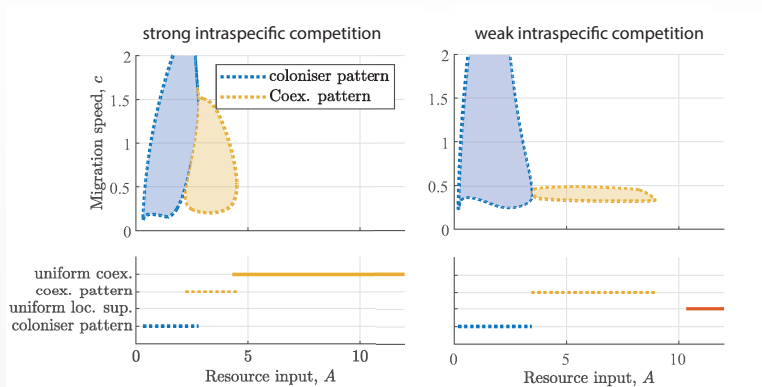 strong intraspecific competition
weak intraspecific competition
2
1.5
1
0.5
0
Migration speed, c
coloniser pattern
Coex. pattern
2
1.5
1
0.5
0
uniform coex.
coex. pattern
uniform loc. sup.
coloniser pattern
0
5
10
Resource input, A
0
5
10
Resource input, A